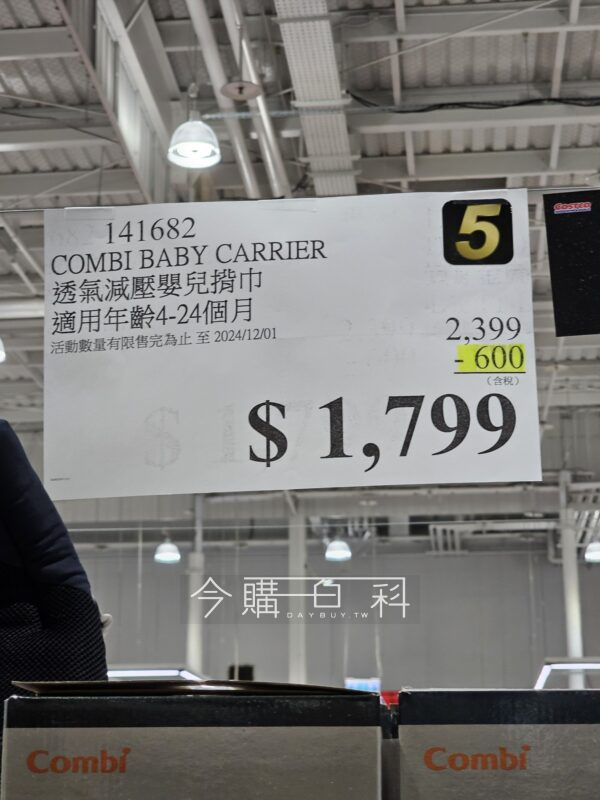 141682
COMBI BABY CARRIER
透氣減壓嬰兒揹巾
適用年齡4-24個月
活動數量有限售完為止 至 2024/12/01
5
COSTCO
2,399
- 600
(含稅)
$ 1,799
今購百科
DAYBUY.TW
Combi
Combi